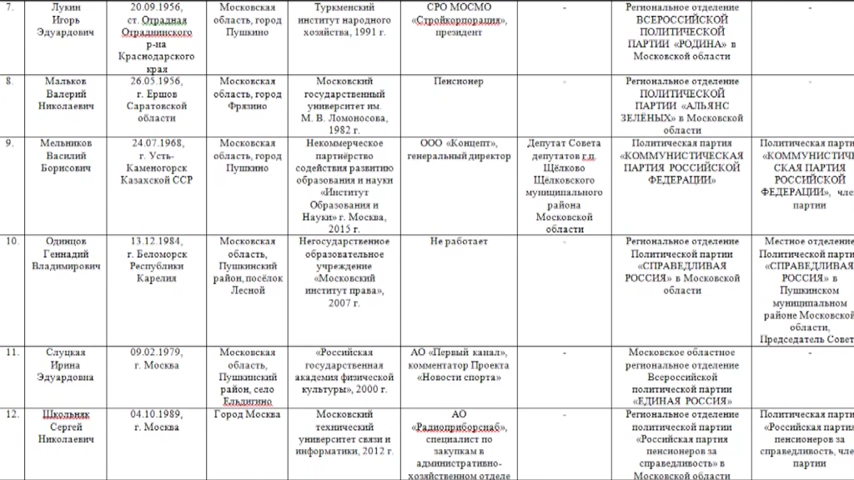 7.
Лукин
Игорь
Эдуардович
20.09.1956,
ст. Отрадная
Отраднинского
р-на
Краснодарского
края
Московская
область, город
Пушкино
Туркменский
институт народного
хозяйства, 1991 г.
СРО МОСМО
«Стройкорпорация»,
президент
-
Региональное отделение
ВСЕРОССИЙСКОЙ
ПОЛИТИЧЕСКОЙ
ПАРТИИ «РОДИНА» в
Московской области
-
8.
Мальков
Валерий
Николаевич
26.05.1956,
г. Ершов
Саратовской
области
Московская
область, город
Фрязино
Московский
государственный
университет им.
М. В. Ломоносова,
1982 г.
Пенсионер
-
Региональное отделение
ПОЛИТИЧЕСКОЙ
ПАРТИИ «АЛЬЯНС
ЗЕЛЁНЫХ» в Московской
области
-
9.
Мельников
Василий
Борисович
24.07.1968,
г. Усть-
Каменогорск
Казахской ССР
Московская
область, город
Пушкино
Некоммерческое
партнёрство
содействия развитию
образования и науки
«Институт
Образования и
Науки» г. Москва,
2015 г.
ООО «Концепт»,
генеральный директор
Депутат Совета
депутатов г.п.
Щёлково
Щёлковского
муниципального
района
Московской
области
Политическая партия
«КОММУНИСТИЧЕСКАЯ
ПАРТИЯ РОССИЙСКОЙ
ФЕДЕРАЦИИ»
Политическая парти
«КОММУНИСТИЧЕ
СКАЯ ПАРТИЯ
РОССИЙСКОЙ
ФЕДЕРАЦИИ», чле
партии
10.
Одинцов
Геннадий
Владимирович
13.12.1984,
г. Беломорск
Республики
Карелия
Московская
область,
Пушкинский
район, посёлок
Лесной
Негосударственное
образовательное
учреждение
«Московский
институт права»,
2007 г.
Не работает
-
Региональное отделение
Политической партии
«СПРАВЕДЛИВАЯ
РОССИЯ» в Московской
области
Местное отделение
Политической партии
«СПРАВЕДЛИВАЯ
РОССИЯ» в
Пушкинском
муниципальном
районе Московской
области,
Председатель Совет
11.
Слуцкая
Ирина
Эдуардовна
09.02.1979,
г. Москва
Московская
область,
Пушкинский
район, село
Ельдигино
«Российская
государственная
академия физической
культуры», 2000 г.
АО «Первый канал»,
комментатор Проекта
«Новости спорта»
-
Московское областное
региональное отделение
Всероссийской
политической партии
«ЕДИНАЯ РОССИЯ»
-
12.
Школьняк
Сергей
Николаевич
04.10.1989,
г. Москва
Город Москва
Московский
технический
университет связи и
информатики, 2012 г.
АО
«Радиоприборснаб»,
специалист по
закупкам в
административно-
хозяйственном отделе
-
Региональное отделение
политической партии
«Российская партия
пенсионеров за
справедливость» в
Московской области
Политическая парти
«Российская партия
пенсионеров за
справедливость, чле
партии